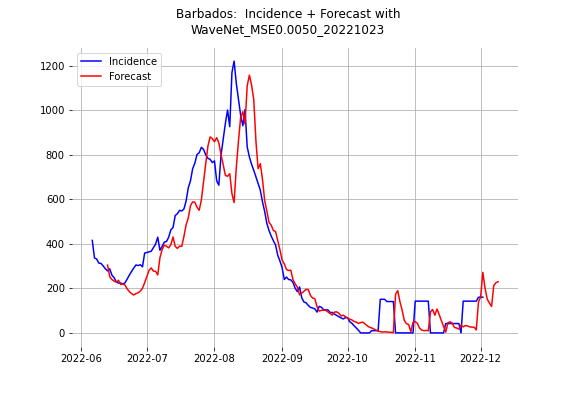 Barbados:  Incidence + Forecast with
WaveNet_MSE0.0050_20221023
Incidence
Forecast
1200
1000
800
600
400
200
0
2022-06 2022-07 2022-08 2022-09 2022-10 2022-11 2022-12